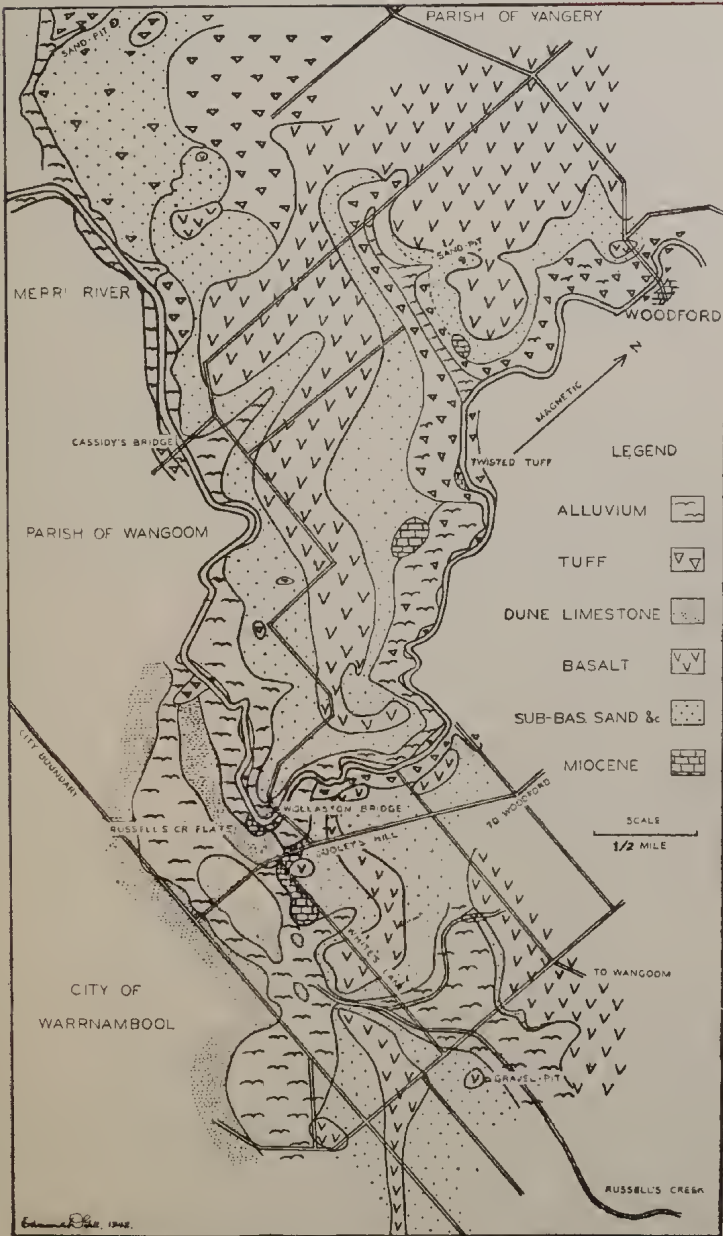 PARISH OF YANGERY
SAND-PIT
SAND-PIT
MERRI RIVER
WOODFORD
MAGNETIC
N
CASSIDY'S BRIDGE
TWISTED TUFF
LEGEND
PARISH OF WANGOOM
ALLUVIUM
TUFF
DUNE LIMESTONE
BASALT
SUB-BAS. SAND &c
MIOCENE
CITY BOUNDARY
SCALE
1/2 MILE
WOLLASTON BRIDGE
RUSSELL'S CR. FLATS
TO WOODFORD
HILL
TO WANGOOM
CITY OF
WARRNAMBOOL
GRAVEL-PIT
RUSSELL'S CREEK
1948.